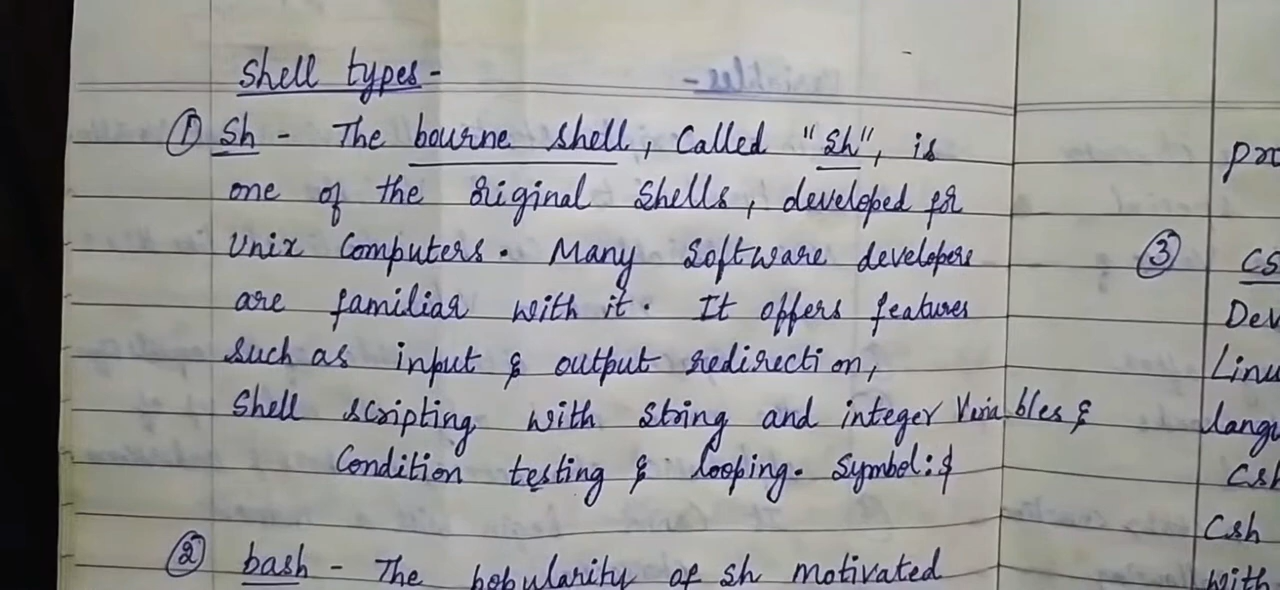 Shell types -
① Sh - The bourne shell, Called "Sh", is
one of the original Shells, developed for
Unix Computers. Many Software developers
are familiar with it. It offers features
such as input & output redirection,
Shell scripting with String and integer Variables &
Condition testing & looping. Symbol: $
② bash - The popularity of sh motivated
③
Csh
with